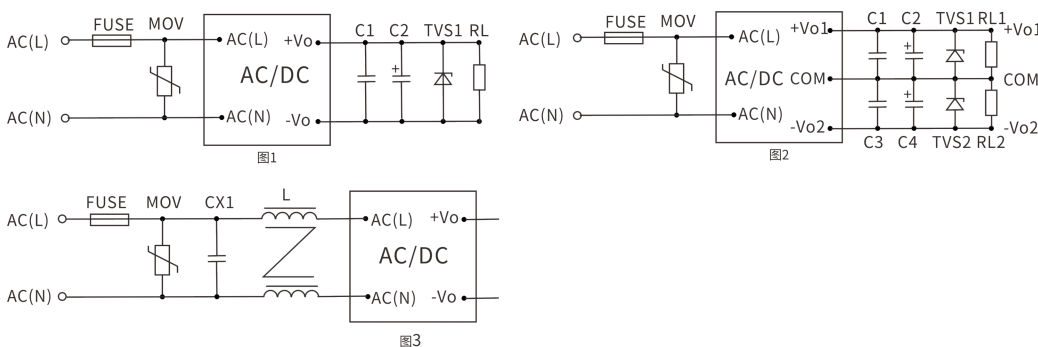 FUSE MOV
AC(L)
AC(L) +Vo
C1 C2 TVS1 RL
+
AC/DC
AC(N)
AC(N) -Vo
图1
FUSE MOV
AC(L)
AC(L) +Vo1
C1 C2 TVS1 RL1 +Vo1
+
AC/DC COM
COM
+
AC(N)
AC(N) -Vo2
-Vo2
C3 C4 TVS2 RL2
图2
FUSE MOV CX1 L
AC(L)
AC(L) +Vo
AC/DC
AC(N)
AC(N) -Vo
图3